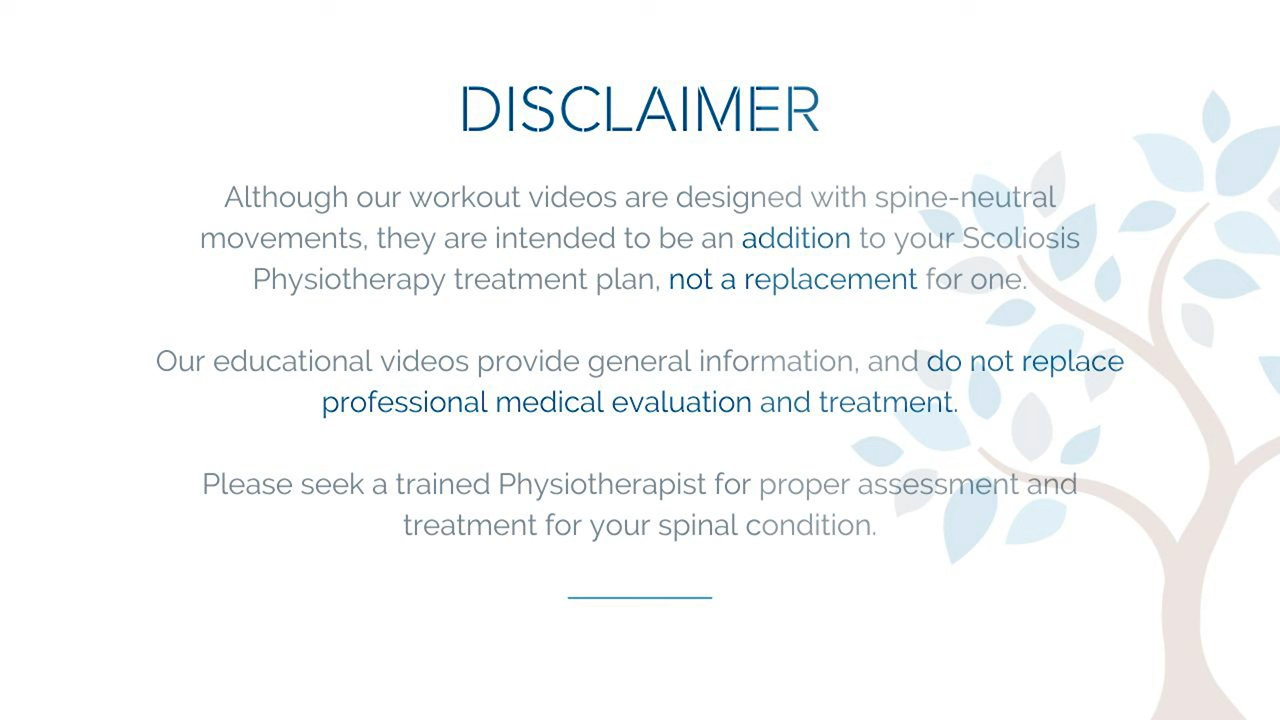 DISCLAIMER
Although our workout videos are designed with spine-neutral
movements, they are intended to be an addition to your Scoliosis
Physiotherapy treatment plan, not a replacement for one.
Our educational videos provide general information, and do not replace
professional medical evaluation and treatment.
Please seek a trained Physiotherapist for proper assessment and
treatment for your spinal condition.